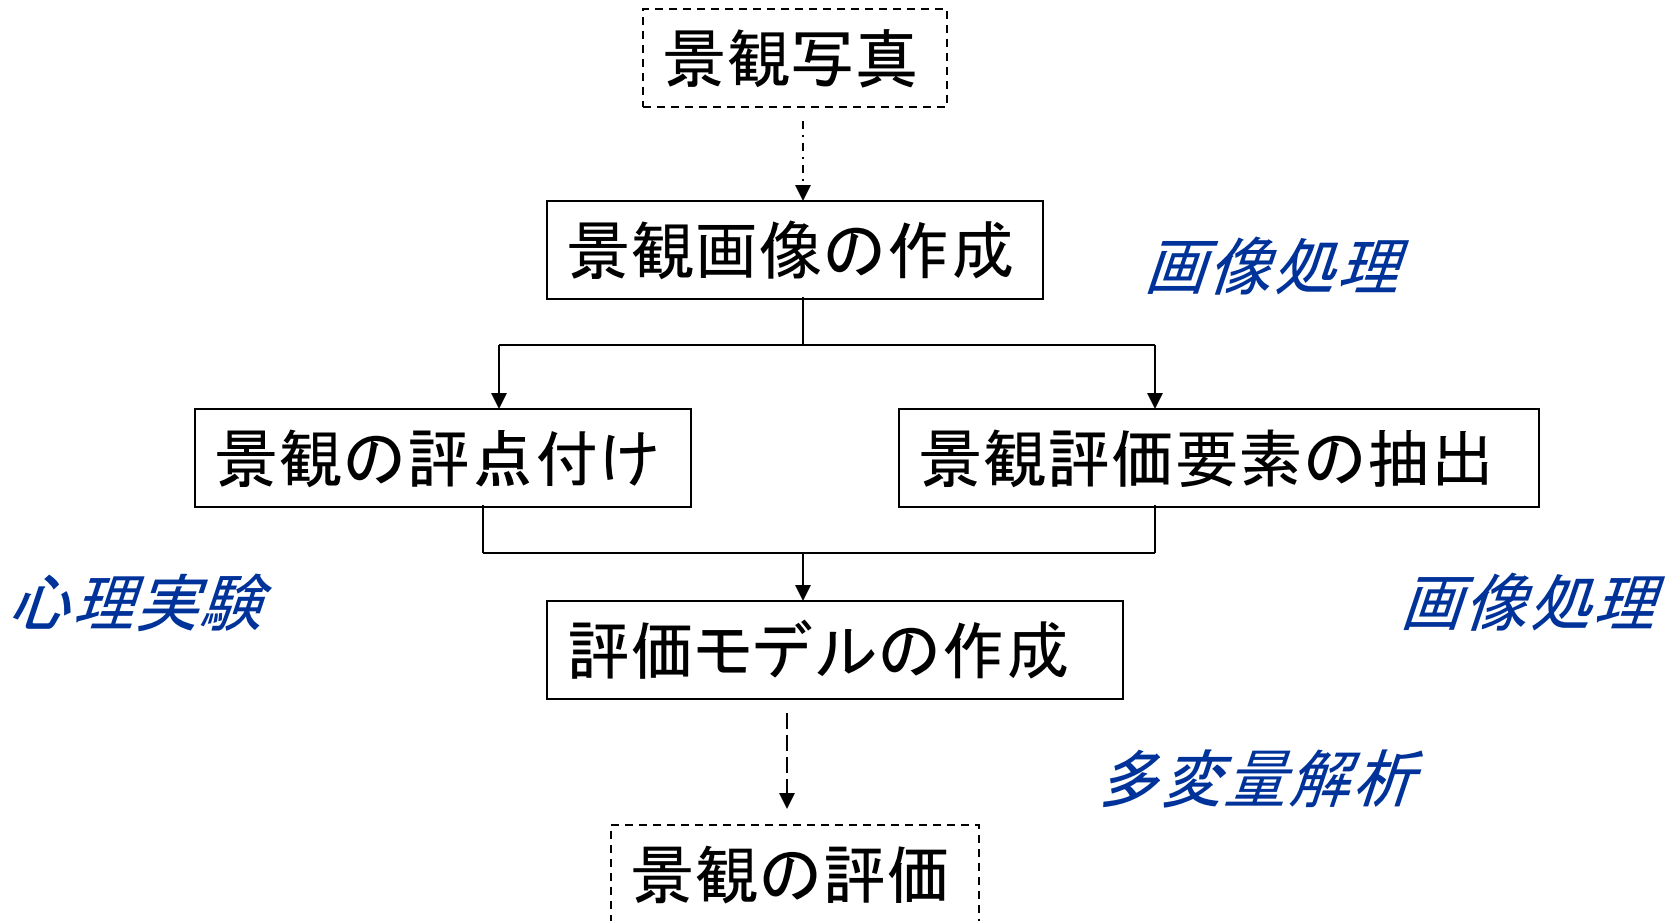 景観写真
景観画像の作成
画像処理
景観の評点付け
景観評価要素の抽出
心理実験
画像処理
評価モデルの作成
多変量解析
景観の評価